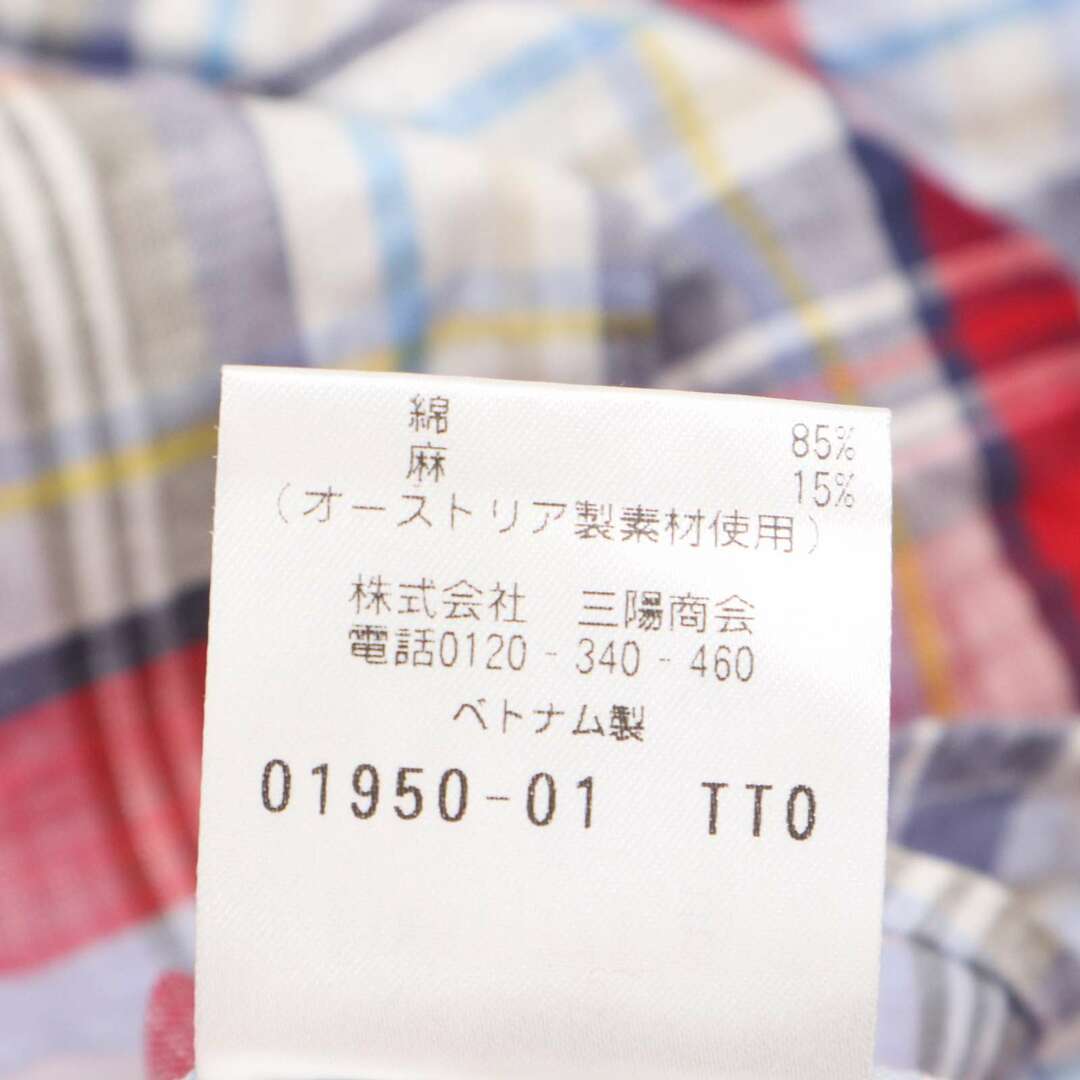 綿 85%
麻 15%
(オーストリア製素材使用)
株式会社 三陽商会
電話0120-340-460
ベトナム製
01950-01 TTO